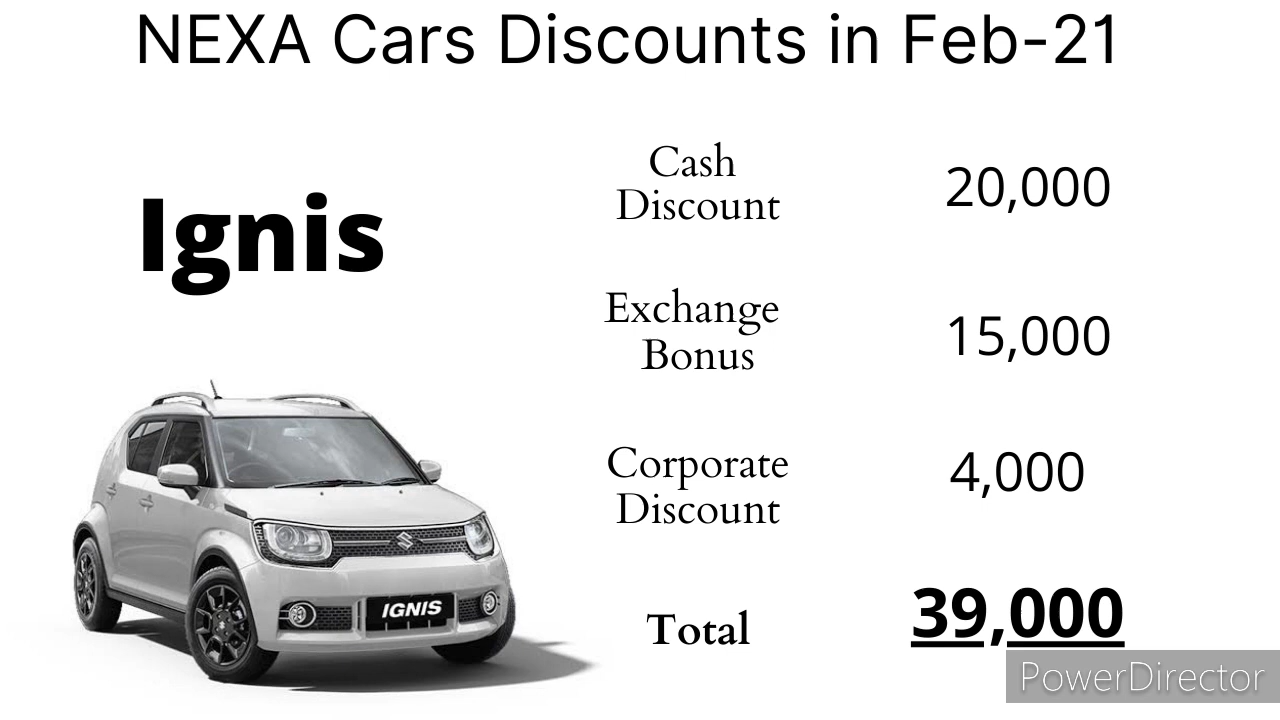 NEXA Cars Discounts in Feb-21
Ignis
Cash
Discount
20,000
Exchange
Bonus
15,000
Corporate
Discount
4,000
Total
39,000
IGNIS
PowerDirector